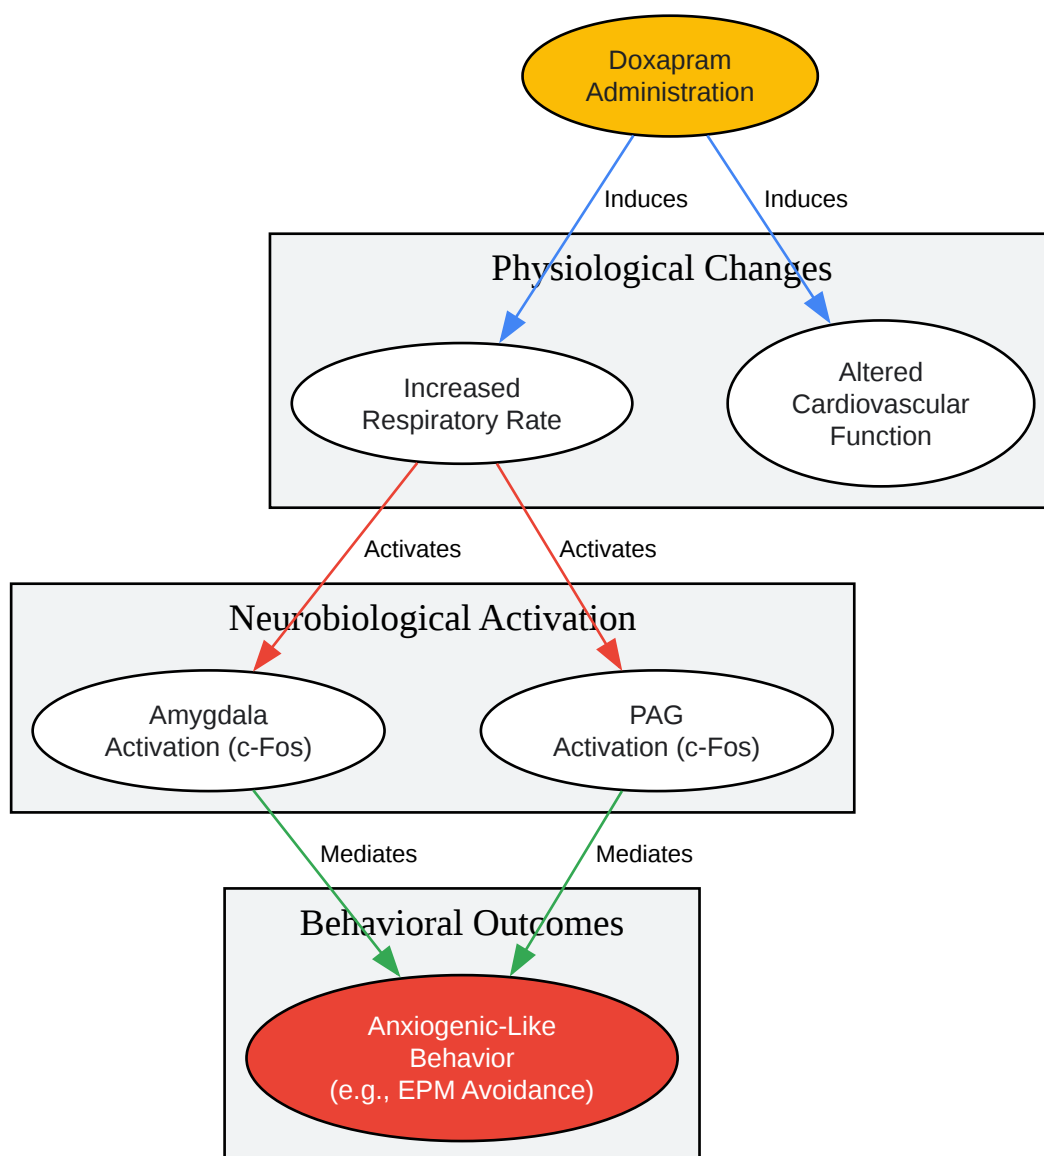 Doxapram
Administration
Induces
Induces
Physiological Changes
Increased
Respiratory Rate
Altered
Cardiovascular
Function
Activates
Activates
Neurobiological Activation
Amygdala
Activation (c-Fos)
PAG
Activation (c-Fos)
Mediates
Mediates
Behavioral Outcomes
Anxiogenic-Like
Behavior
(e.g., EPM Avoidance)